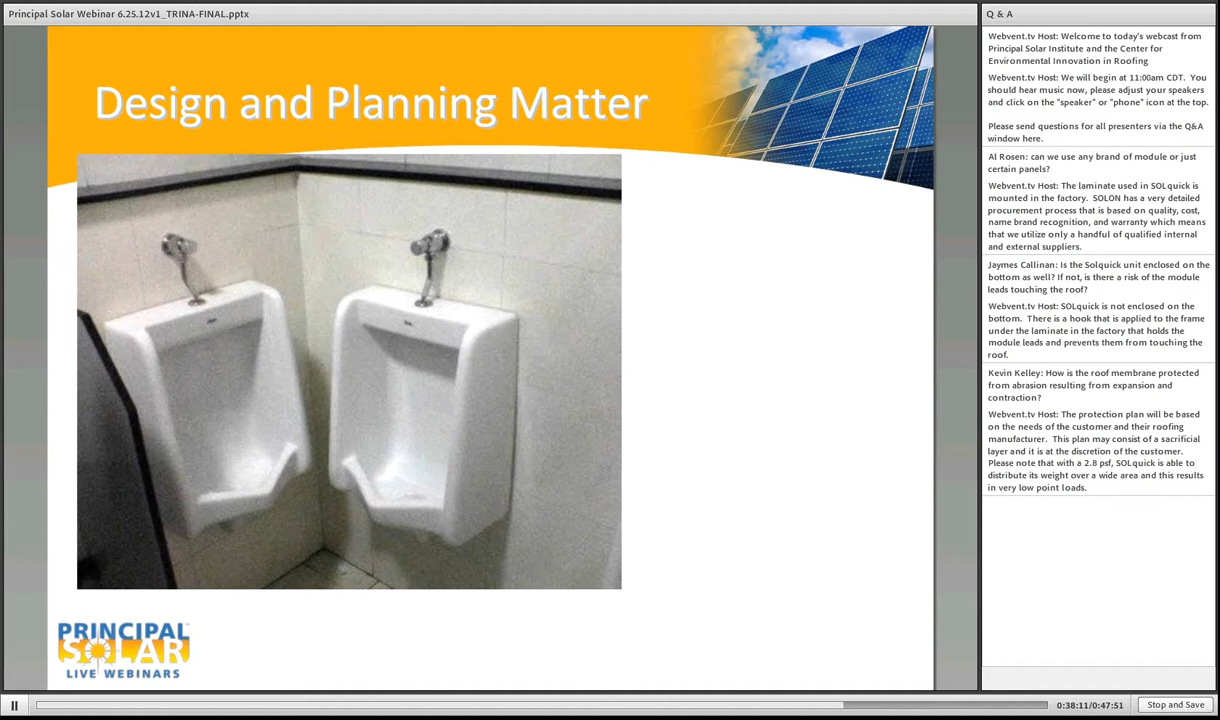 Principal Solar Webinar 6.25.12v1_TRINA-FINAL.pptx
Design and Planning Matter
PRINCIPAL
SOLAR
LIVE WEBINARS
Q & A
Webvent.tv Host: Welcome to today's webcast from
Principal Solar Institute and the Center for
Environmental Innovation in Roofing
Webvent.tv Host: We will begin at 11:00am CDT.  You
should hear music now, please adjust your speakers
and click on the "speaker" or "phone" icon at the top.
Please send questions for all presenters via the Q&A
window here.
Al Rosen: can we use any brand of module or just
certain panels?
Webvent.tv Host: The laminate used in SOLquick is
mounted in the factory.  SOLON has a very detailed
procurement process that is based on quality, cost,
name brand recognition, and warranty which means
that we utilize only a handful of qualified internal
and external suppliers.
Jaymes Callinan: Is the Solquick unit enclosed on the
bottom as well? If not, is there a risk of the module
leads touching the roof?
Webvent.tv Host: SOLquick is not enclosed on the
bottom.  There is a hook that is applied to the frame
under the laminate in the factory that holds the
module leads and prevents them from touching the
roof.
Kevin Kelley: How is the roof membrane protected
from abrasion resulting from expansion and
contraction?
Webvent.tv Host: The protection plan will be based
on the needs of the customer and their roofing
manufacturer.  This plan may consist of a sacrificial
layer and it is at the discretion of the customer.
Please note that with a 2.8 psf, SOLquick is able to
distribute its weight over a wide area and this results
in very low point loads.
0:38:11/0:47:51
Stop and Save